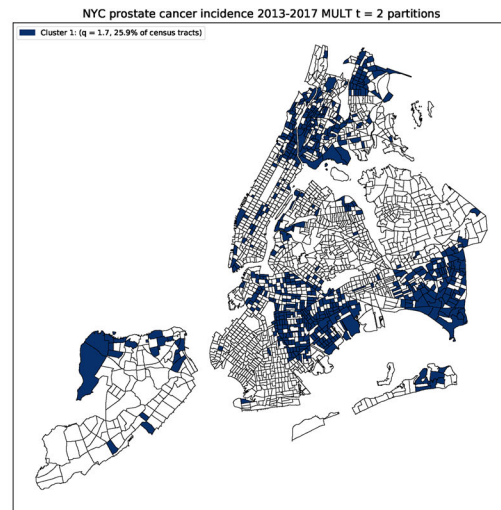 NYC prostate cancer incidence 2013-2017 MULT t = 2 partitions
Cluster 1: (q = 1.7, 25.9% of census tracts)